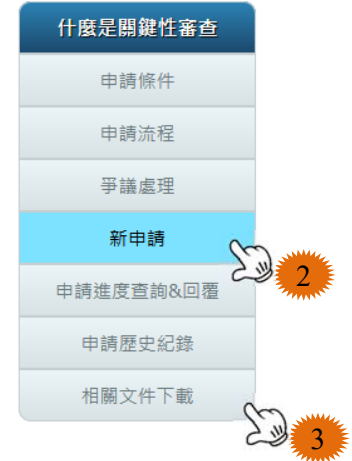 什麼是關鍵性審查
申請條件
申請流程
爭議處理
新申請
2
申請進度查詢&回覆
申請歷史紀錄
相關文件下載
3